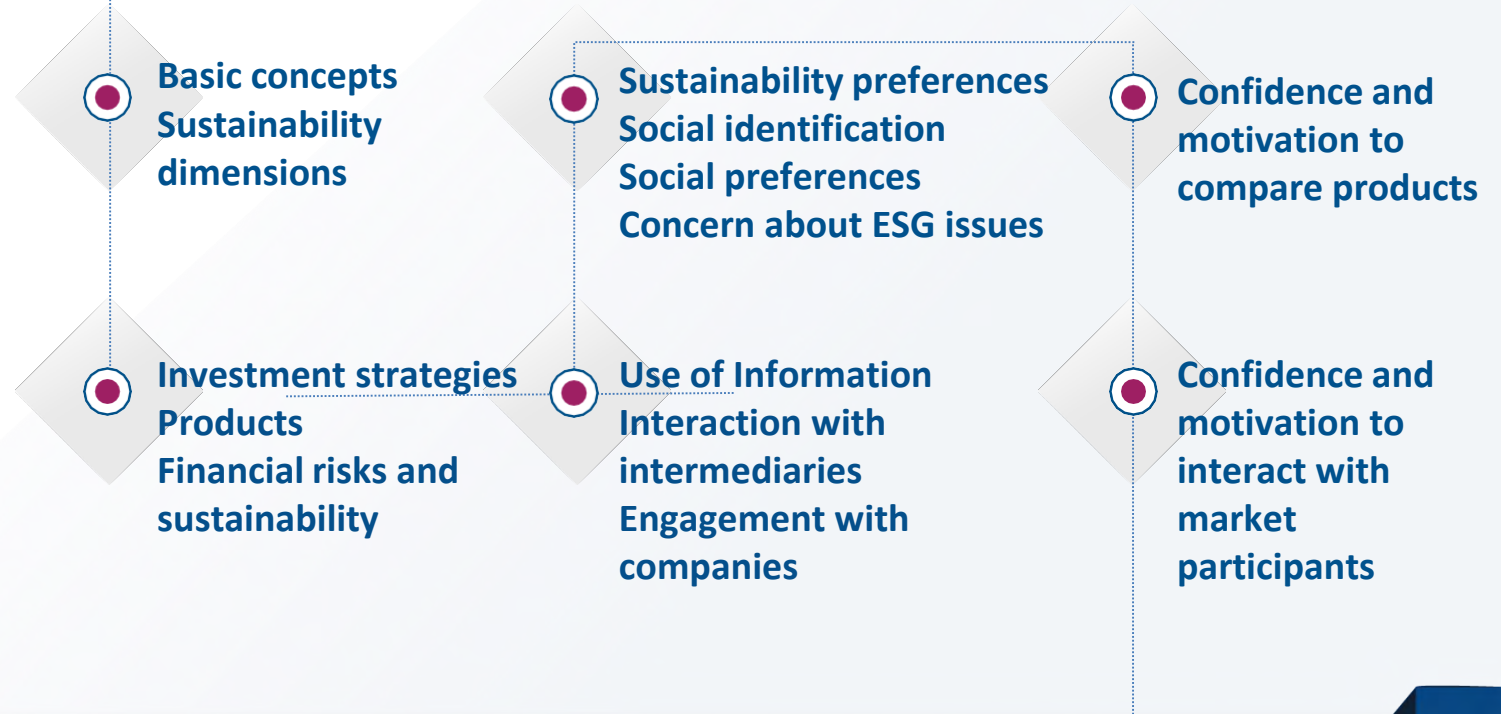 Basic concepts
Sustainability
dimensions
Investment strategies
Products
Financial risks and
sustainability
Sustainability preferences
Social identification
Social preferences
Concern about ESG issues
Use of Information
Interaction with
intermediaries
Engagement with
companies
Confidence and
motivation to
compare products
Confidence and
motivation to
interact with
market
participants